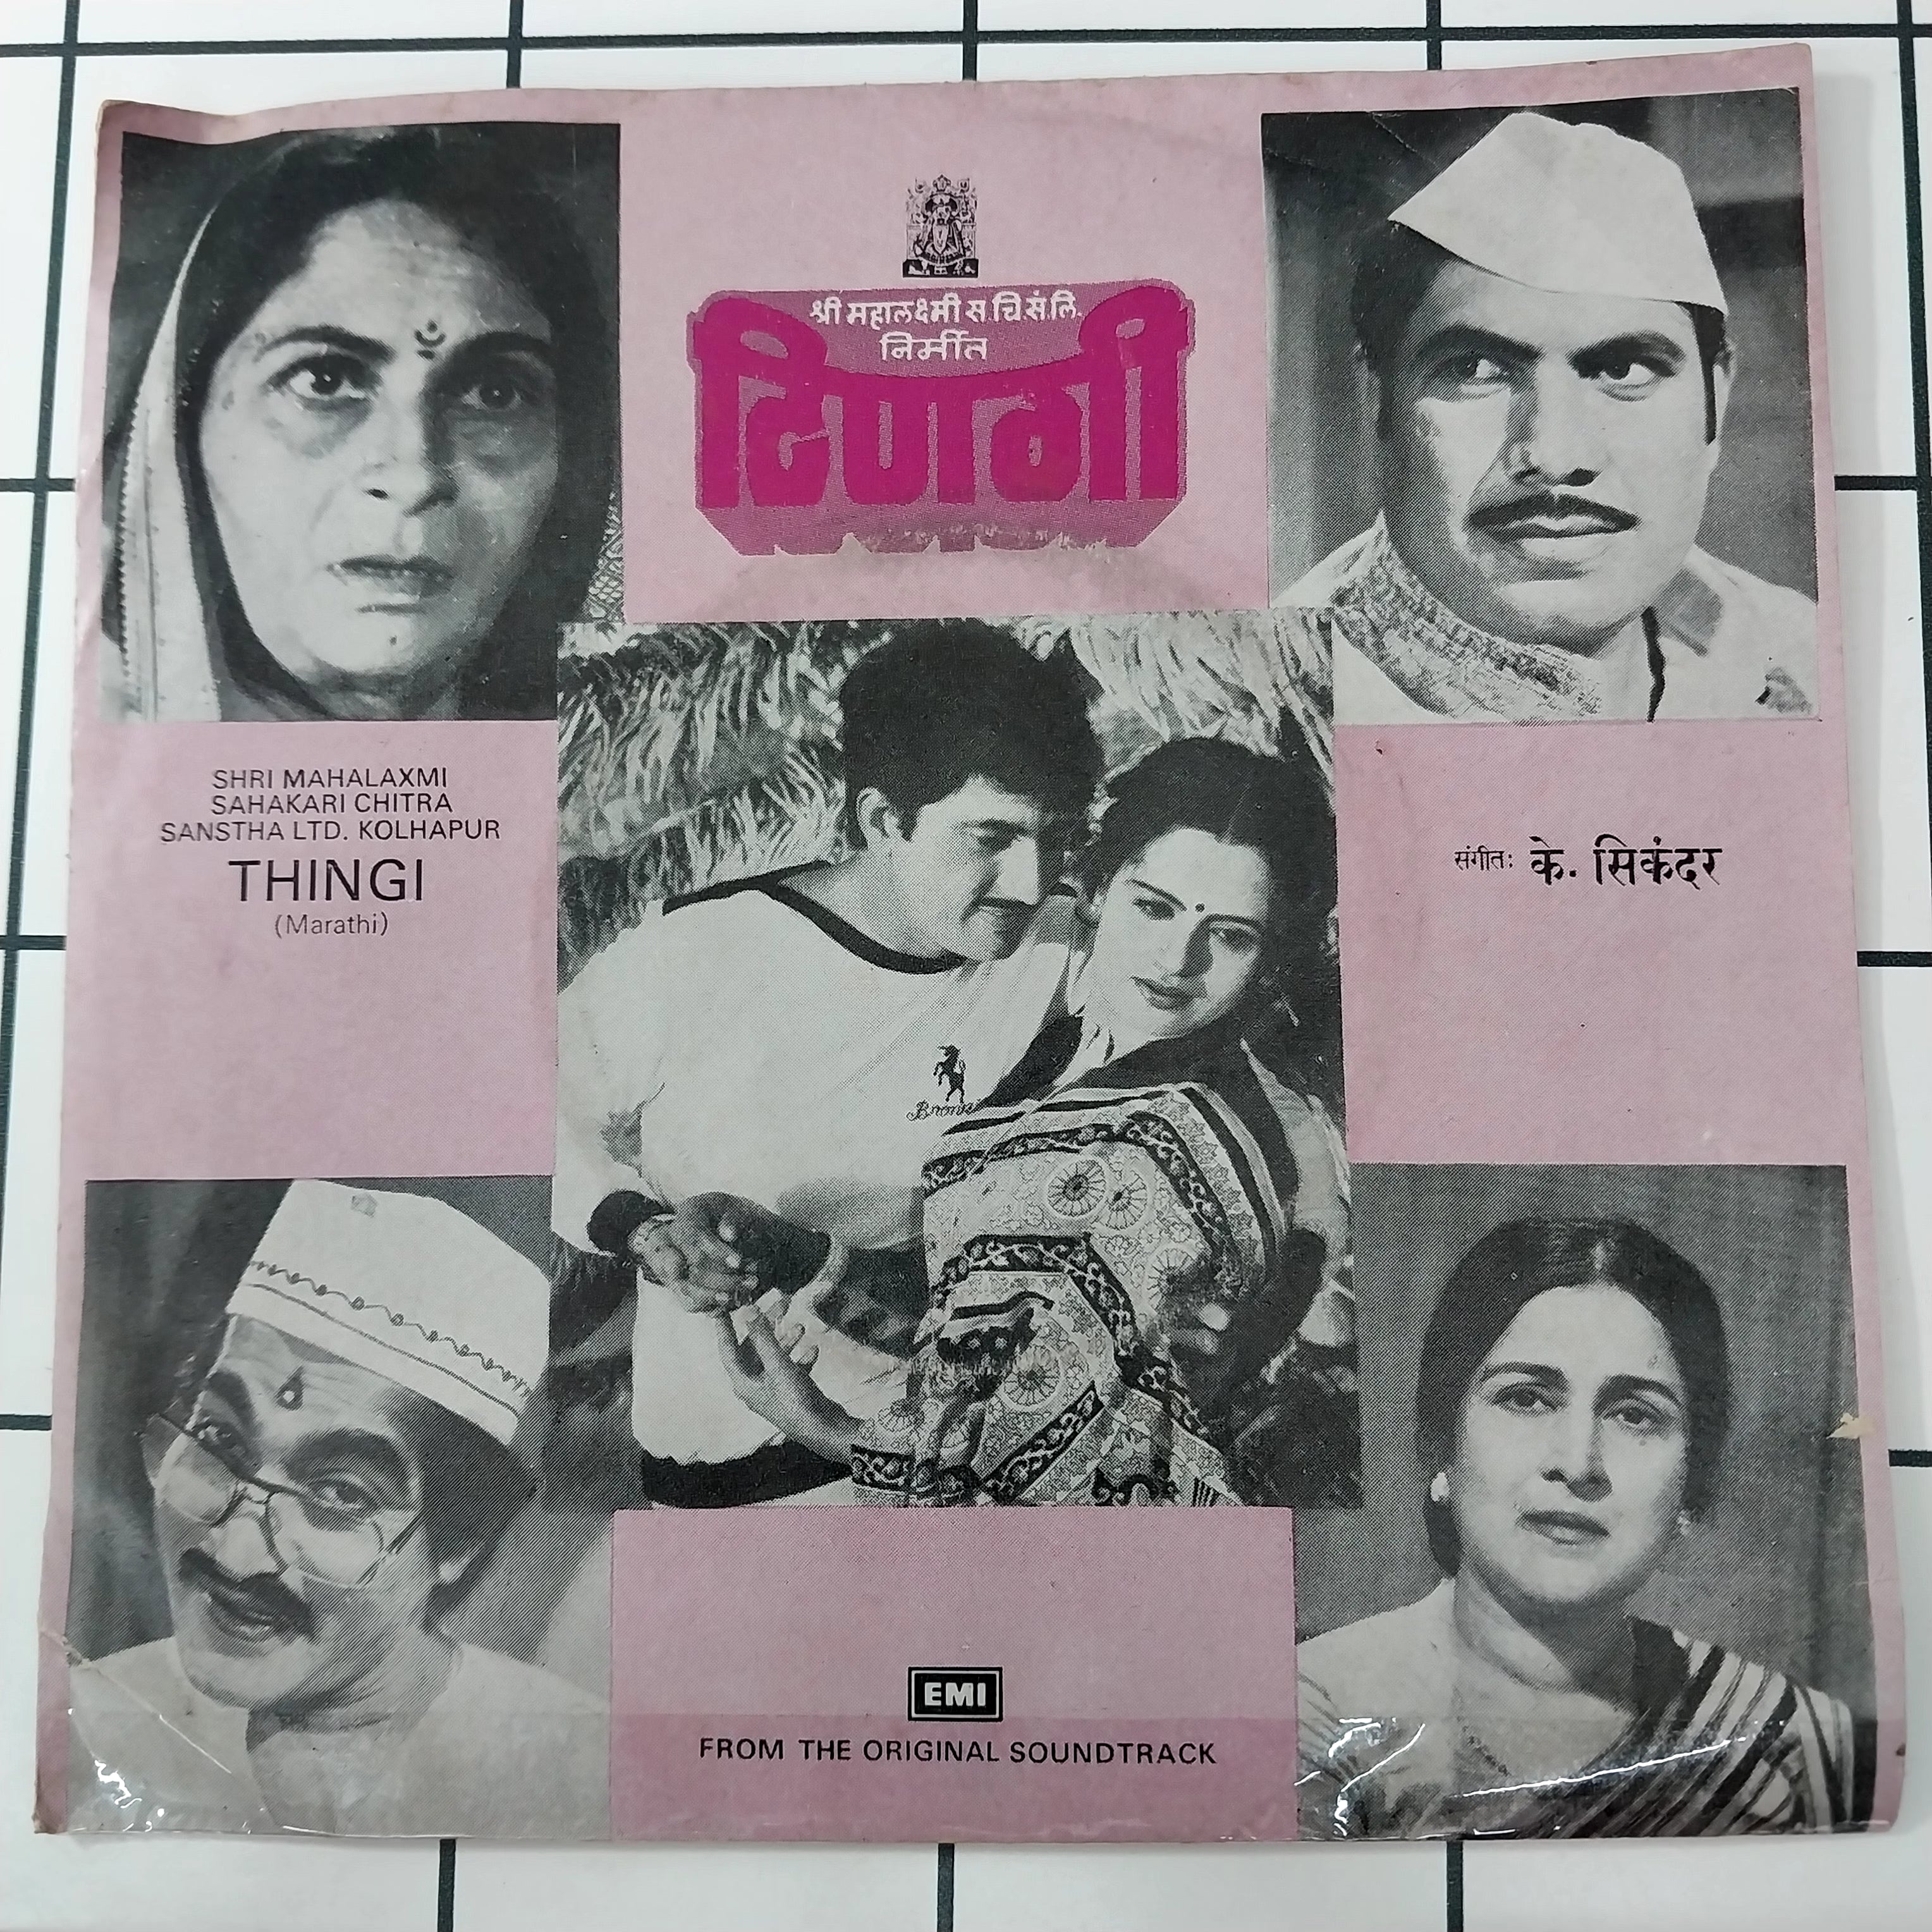 श्री महालक्ष्मी स.चि.सं.लि.
निर्मीत
ठिणगी
SHRI MAHALAXMI
SAHAKARI CHITRA
SANSTHA LTD. KOLHAPUR
THINGI
(Marathi)
संगीत: के. सिकंदर
EMI
FROM THE ORIGINAL SOUNDTRACK